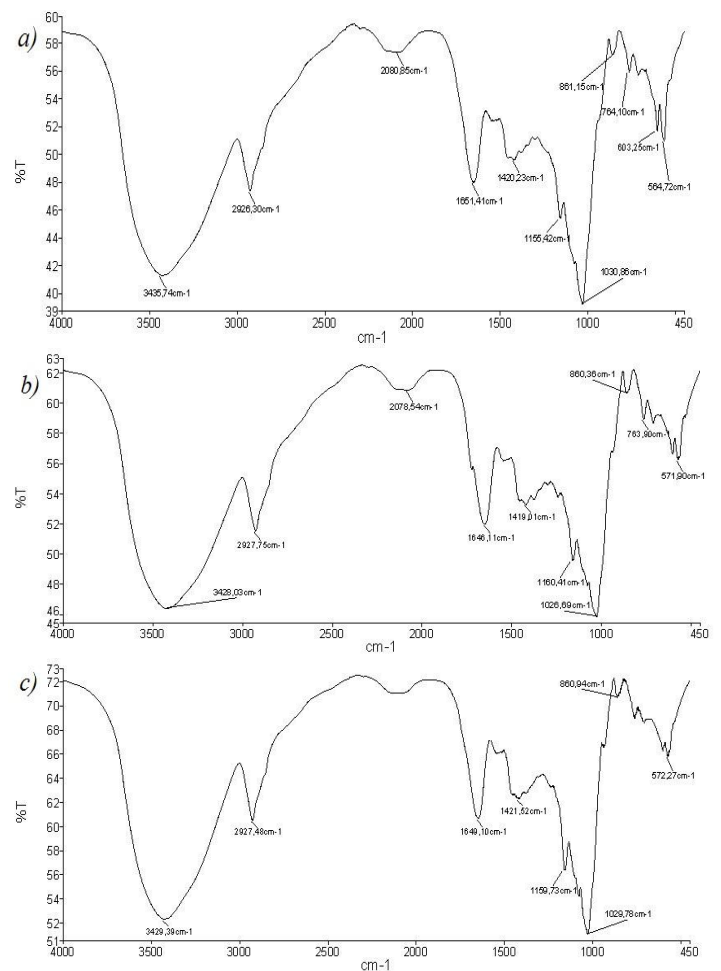 a)
60
58
56
54
52
50
48
46
44
42
40
39
%T
2080,85cm-1
861,15cm-1
764,10cm-1
603,25cm-1
564,72cm-1
2926,30cm-1
1651,41cm-1
1420,23cm-1
1155,42cm-1
3435,74cm-1
1030,86cm-1
4000 3000 2500 2000 1500 1000 450
cm-1
b)
63
62
60
58
56
54
52
50
48
46
45
%T
860,36cm-1
2078,54cm-1
763,90cm-1
571,90cm-1
1419,01cm-1
2927,75cm-1
1646,11cm-1
1160,41cm-1
3428,03cm-1
1026,69cm-1
4000 3500 3000 2500 2000 1500 1000 450
cm-1
c)
73
72
70
68
66
64
62
60
58
56
54
52
51
%T
860,94cm-1
572,27cm-1
2927,48cm-1
1649,10cm-1
1421,52cm-1
1159,73cm-1
3429,39cm-1
1029,78cm-1
4000 3500 3000 2500 2000 1500 1000 450
cm-1